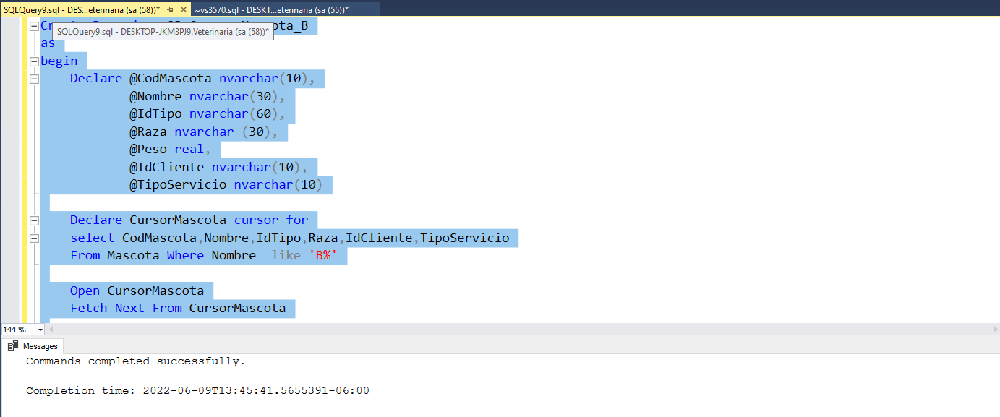 SQLQuery9.sql - DES...eterinaria (sa (58))* ~vs3570.sql - DESKT...eterinaria (sa (55))*
SQLQuery9.sql - DESKTOP-JKM3PJ9.Veterinaria (sa (58))*
as
begin
Declare @CodMascota nvarchar(10),
@Nombre nvarchar(30),
@IdTipo nvarchar(60),
@Raza nvarchar (30),
@Peso real,
@IdCliente nvarchar(10),
@TipoServicio nvarchar(10)
Declare CursorMascota cursor for
select CodMascota,Nombre,IdTipo,Raza,IdCliente,TipoServicio
From Mascota Where Nombre  like 'B%'
Open CursorMascota
Fetch Next From CursorMascota
144 %
Messages
Commands completed successfully.
Completion time: 2022-06-09T13:45:41.5655391-06:00